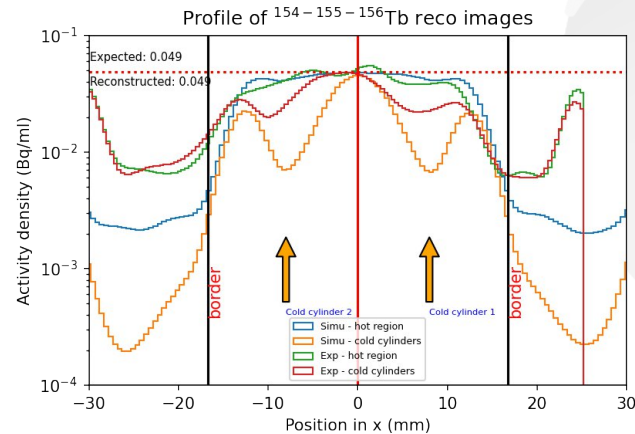 Profile of ¹⁵⁴⁻¹⁵⁵⁻¹⁵⁶Tb reco images
Activity density (Bq/ml)
10⁻¹
10⁻²
10⁻³
10⁻⁴
Expected: 0.049
Reconstructed: 0.049
border
border
Cold cylinder 2
Cold cylinder 1
Simu - hot region
Simu - cold cylinders
Exp - hot region
Exp - cold cylinders
−30 −20 −10 0 10 20 30
Position in x (mm)